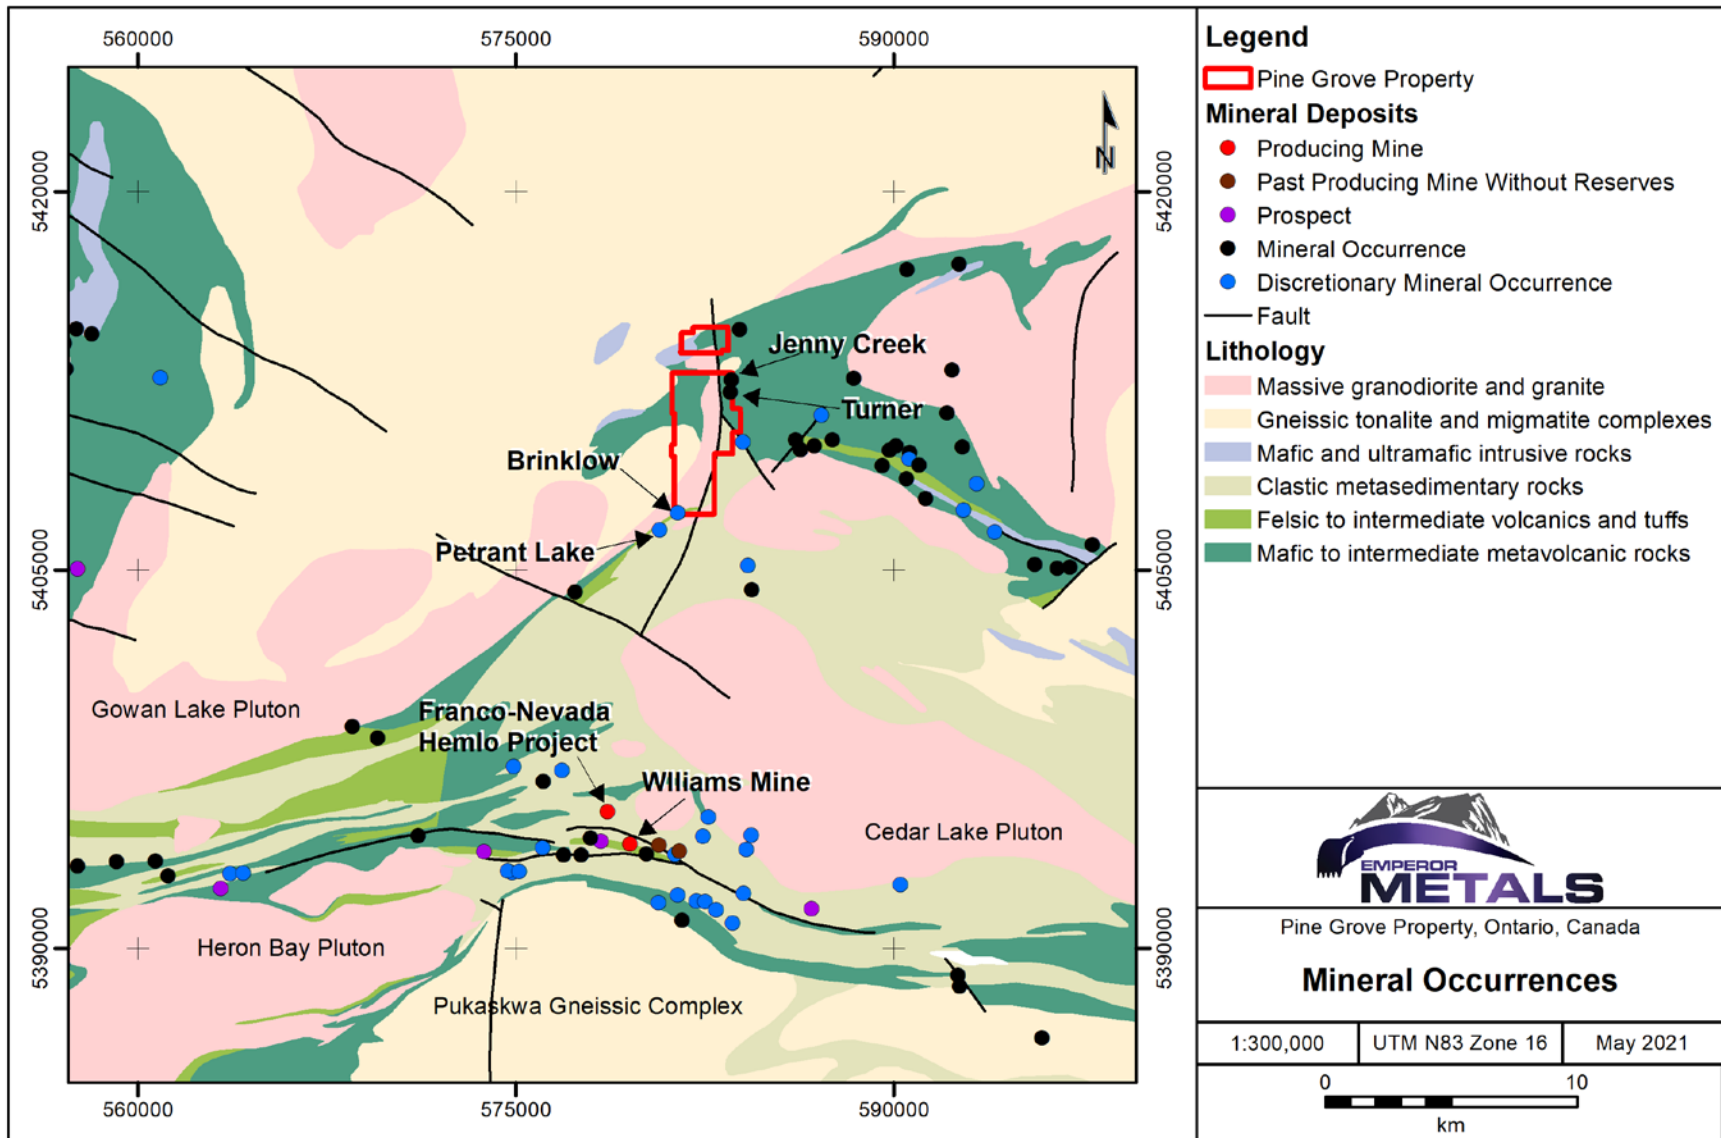 560000
575000
590000
5420000
5420000
5405000
5405000
5390000
5390000
N
Jenny Creek
Turner
Brinklow
Petrant Lake
Gowan Lake Pluton
Franco-Nevada
Hemlo Project
WIliams Mine
Cedar Lake Pluton
Heron Bay Pluton
Pukaskwa Gneissic Complex
560000
575000
590000
Legend
Pine Grove Property
Mineral Deposits
Producing Mine
Past Producing Mine Without Reserves
Prospect
Mineral Occurrence
Discretionary Mineral Occurrence
Fault
Lithology
Massive granodiorite and granite
Gneissic tonalite and migmatite complexes
Mafic and ultramafic intrusive rocks
Clastic metasedimentary rocks
Felsic to intermediate volcanics and tuffs
Mafic to intermediate metavolcanic rocks
EMPEROR
METALS
Pine Grove Property, Ontario, Canada
Mineral Occurrences
1:300,000
UTM N83 Zone 16
May 2021
0 10
km